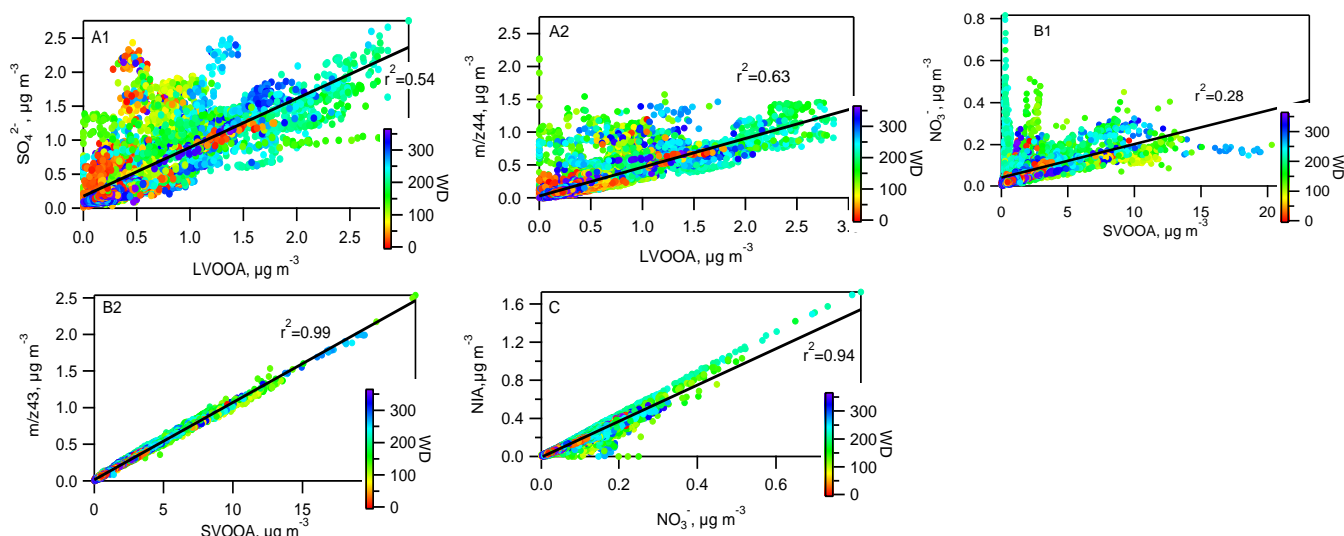 A1
SO₄²⁻, µg m⁻³
2.5
2.0
1.5
1.0
0.5
0.0
r²=0.54
300
200
100
0
WD
0.0 0.5 1.0 1.5 2.0 2.5
LVOOA, µg m⁻³
A2
m/z44, µg m⁻³
2.5
2.0
1.5
1.0
0.5
0.0
r²=0.63
300
200
100
0
WD
0.0 0.5 1.0 1.5 2.0 2.5
LVOOA, µg m⁻³
B1
NO₃⁻, µg m⁻³
0.8
0.6
0.4
0.2
0.0
r²=0.28
300
200
100
0
WD
0 5 10 15 20
SVOOA, µg m⁻³
B2
m/z43, µg m⁻³
2.5
2.0
1.5
1.0
0.5
0.0
r²=0.99
300
200
100
0
WD
0 5 10 15
SVOOA, µg m⁻³
C
NIA,µg m⁻³
1.6
1.2
0.8
0.4
0.0
r²=0.94
300
200
100
0
WD
0.0 0.2 0.4 0.6
NO₃⁻, µg m⁻³